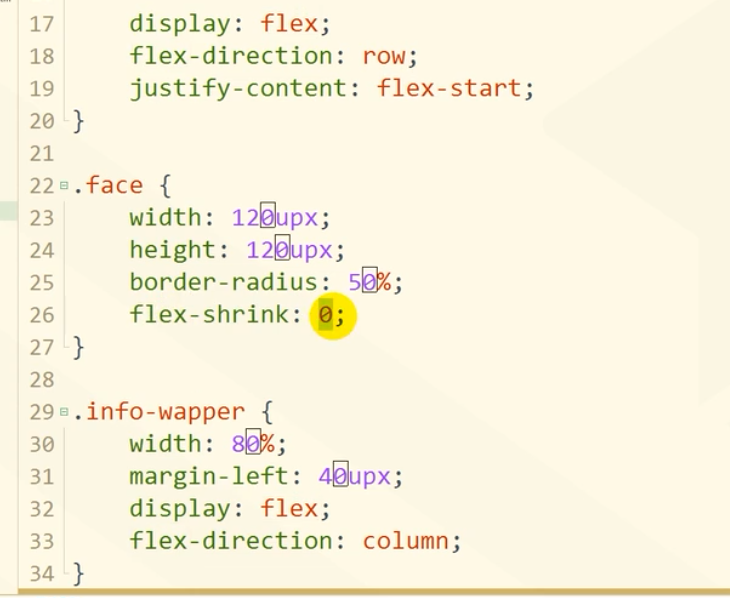 17 display: flex;
18 flex-direction: row;
19 justify-content: flex-start;
20 }
21
22 .face {
23 width: 120upx;
24 height: 120upx;
25 border-radius: 50%;
26 flex-shrink: 0;
27 }
28
29 .info-wapper {
30 width: 80%;
31 margin-left: 40upx;
32 display: flex;
33 flex-direction: column;
34 }